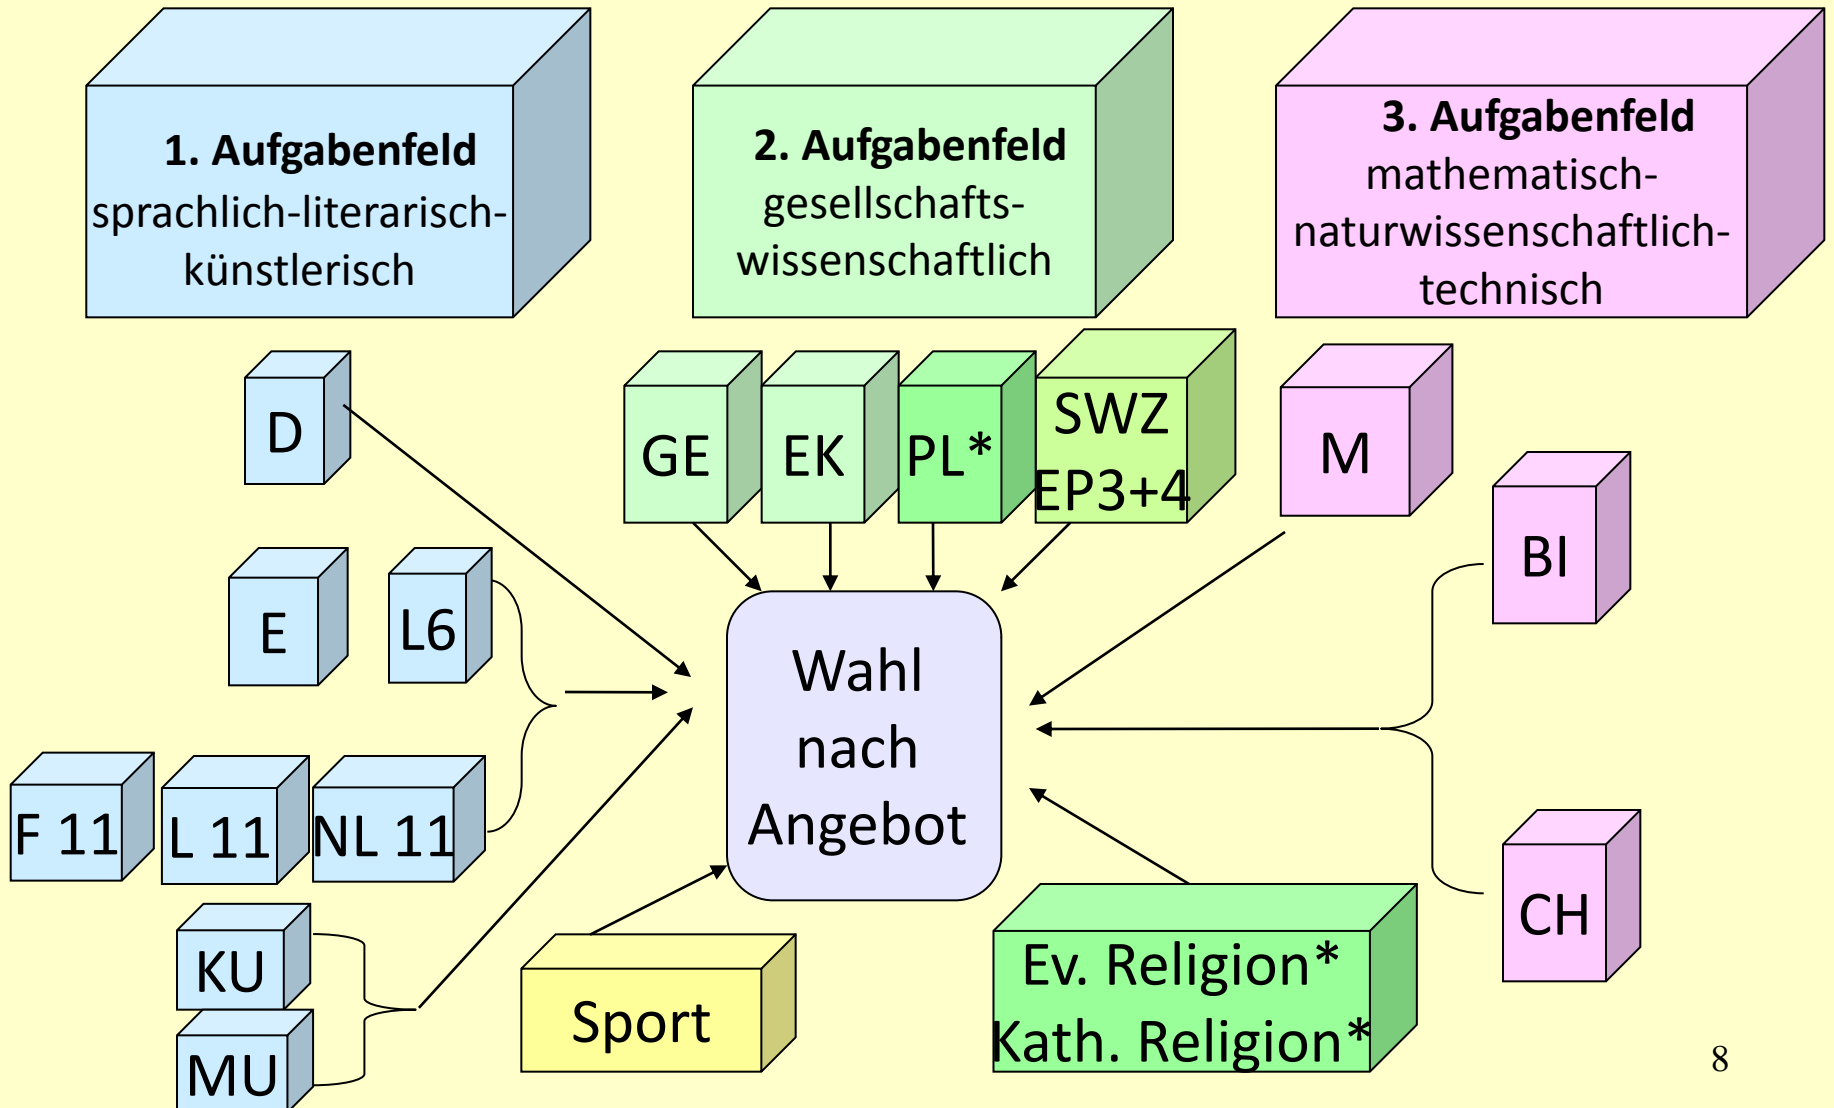 1. Aufgabenfeld
sprachlich-literarisch-
künstlerisch
2. Aufgabenfeld
gesellschafts-
wissenschaftlich
3. Aufgabenfeld
mathematisch-
naturwissenschaftlich-
technisch
D
GE
EK
PL*
SWZ
EP3+4
M
BI
E
L6
Wahl
nach
Angebot
F 11
L 11
NL 11
CH
KU
MU
Sport
Ev. Religion*
Kath. Religion*
8